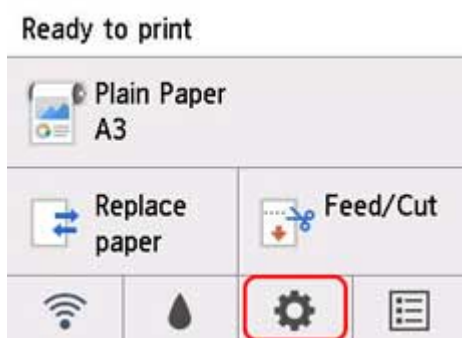 Ready to print
Plain Paper
A3
Replace
paper
Feed/Cut